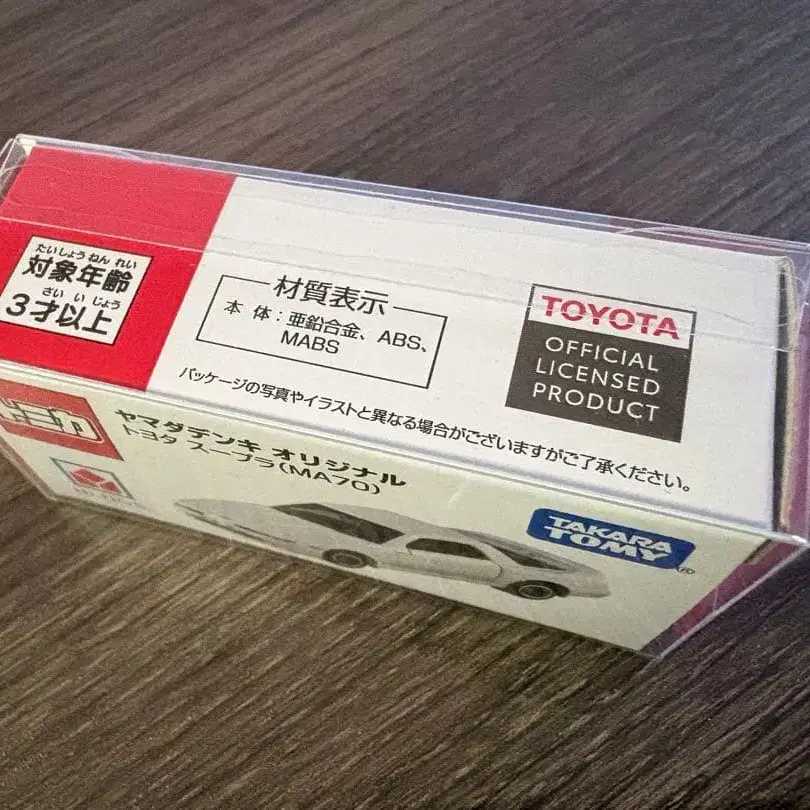 たいしょうねんれい
対象年齢
さいいじょう
3才以上
材質表示
本体：亜鉛合金、ABS、
MABS
TOYOTA
OFFICIAL
LICENSED
PRODUCT
パッケージの写真やイラストと異なる場合がございますがご了承ください。
トミカ
ヤマダデンキ オリジナル
トヨタ スープラ(MA70)
TAKARA
TOMY®